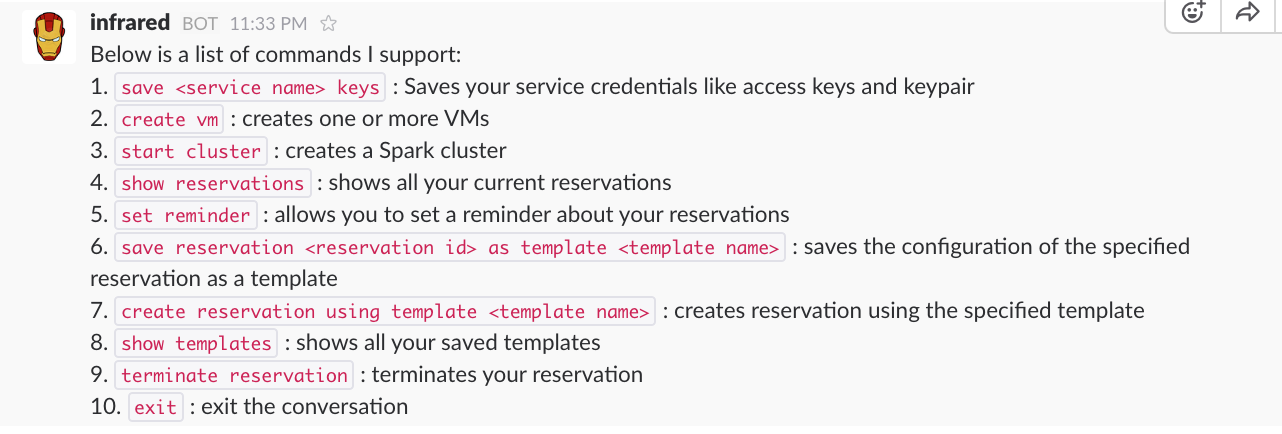 infrared BOT 11:33 PM
Below is a list of commands I support:
1. save <service name> keys : Saves your service credentials like access keys and keypair
2. create vm : creates one or more VMs
3. start cluster : creates a Spark cluster
4. show reservations : shows all your current reservations
5. set reminder : allows you to set a reminder about your reservations
6. save reservation <reservation id> as template <template name> : saves the configuration of the specified
reservation as a template
7. create reservation using template <template name> : creates reservation using the specified template
8. show templates : shows all your saved templates
9. terminate reservation : terminates your reservation
10. exit : exit the conversation